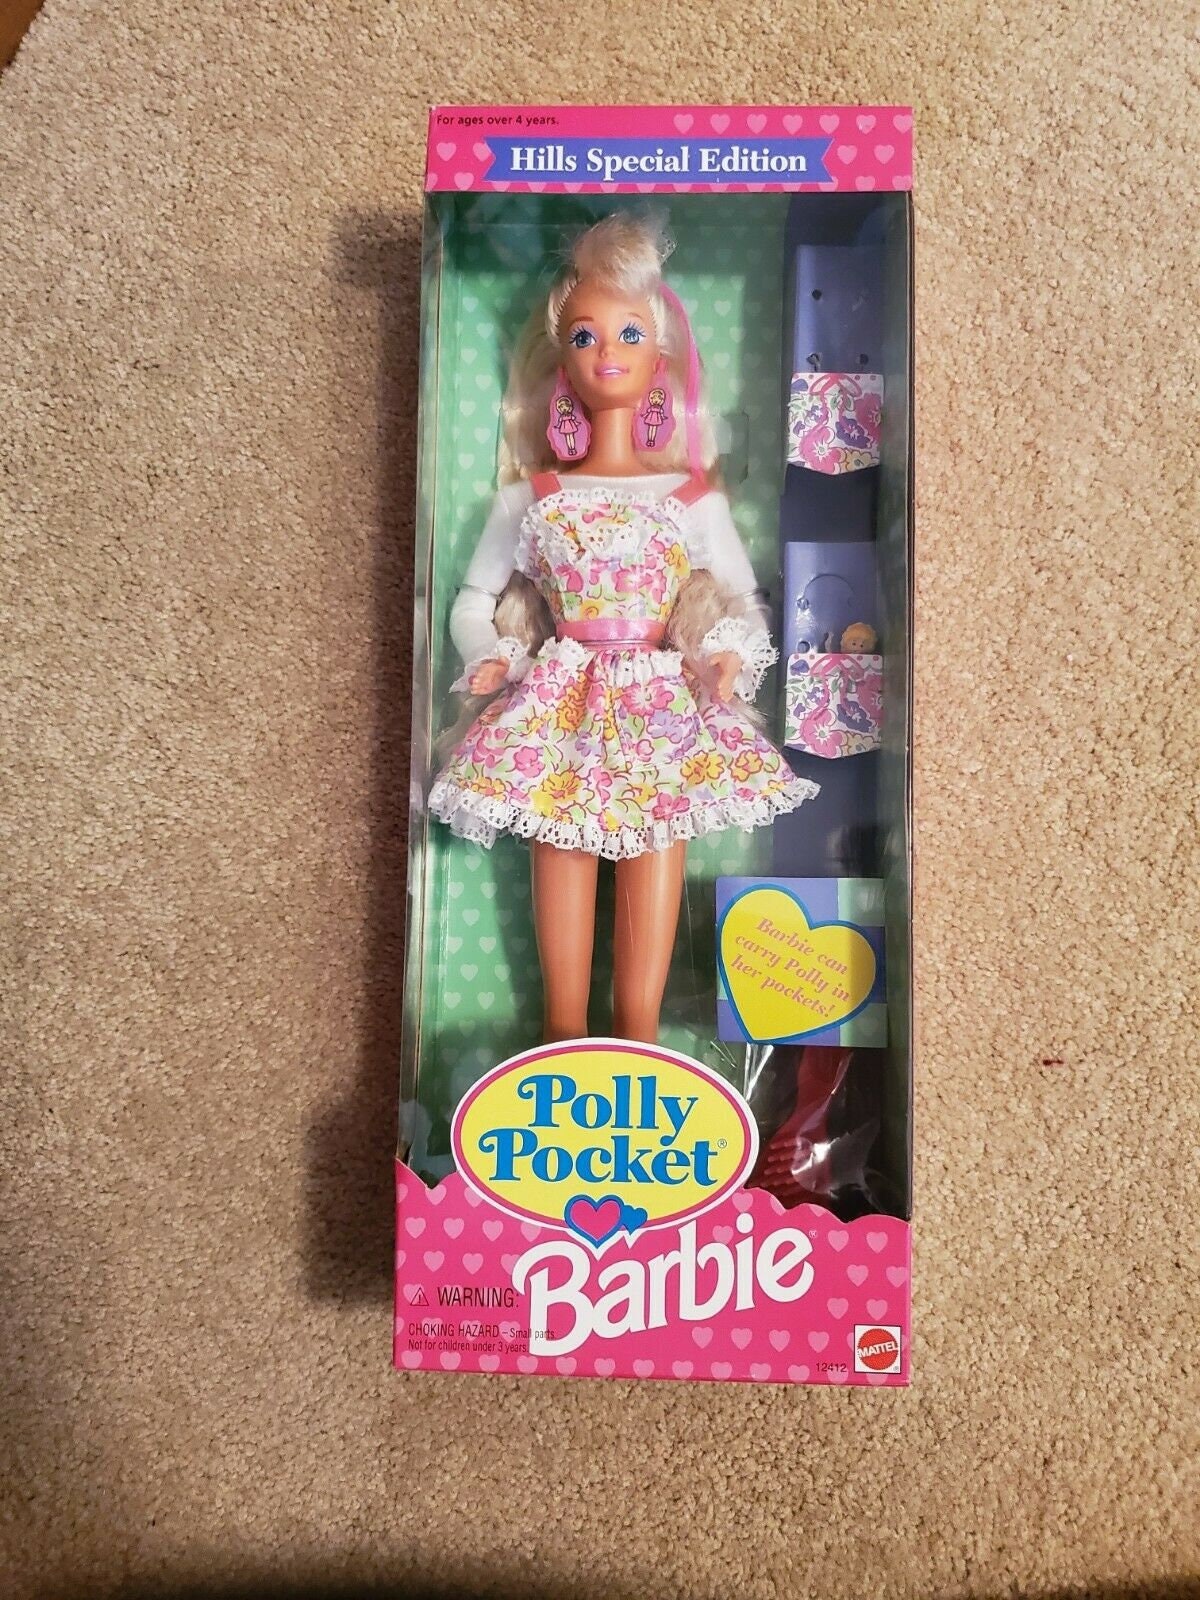 For ages over 4 years.
Hills Special Edition
Barbie can
carry Polly in
her pockets!
Polly
Pocket®
Barbie®
⚠ WARNING:
CHOKING HAZARD – Small parts
Not for children under 3 years
12412
MATTEL®